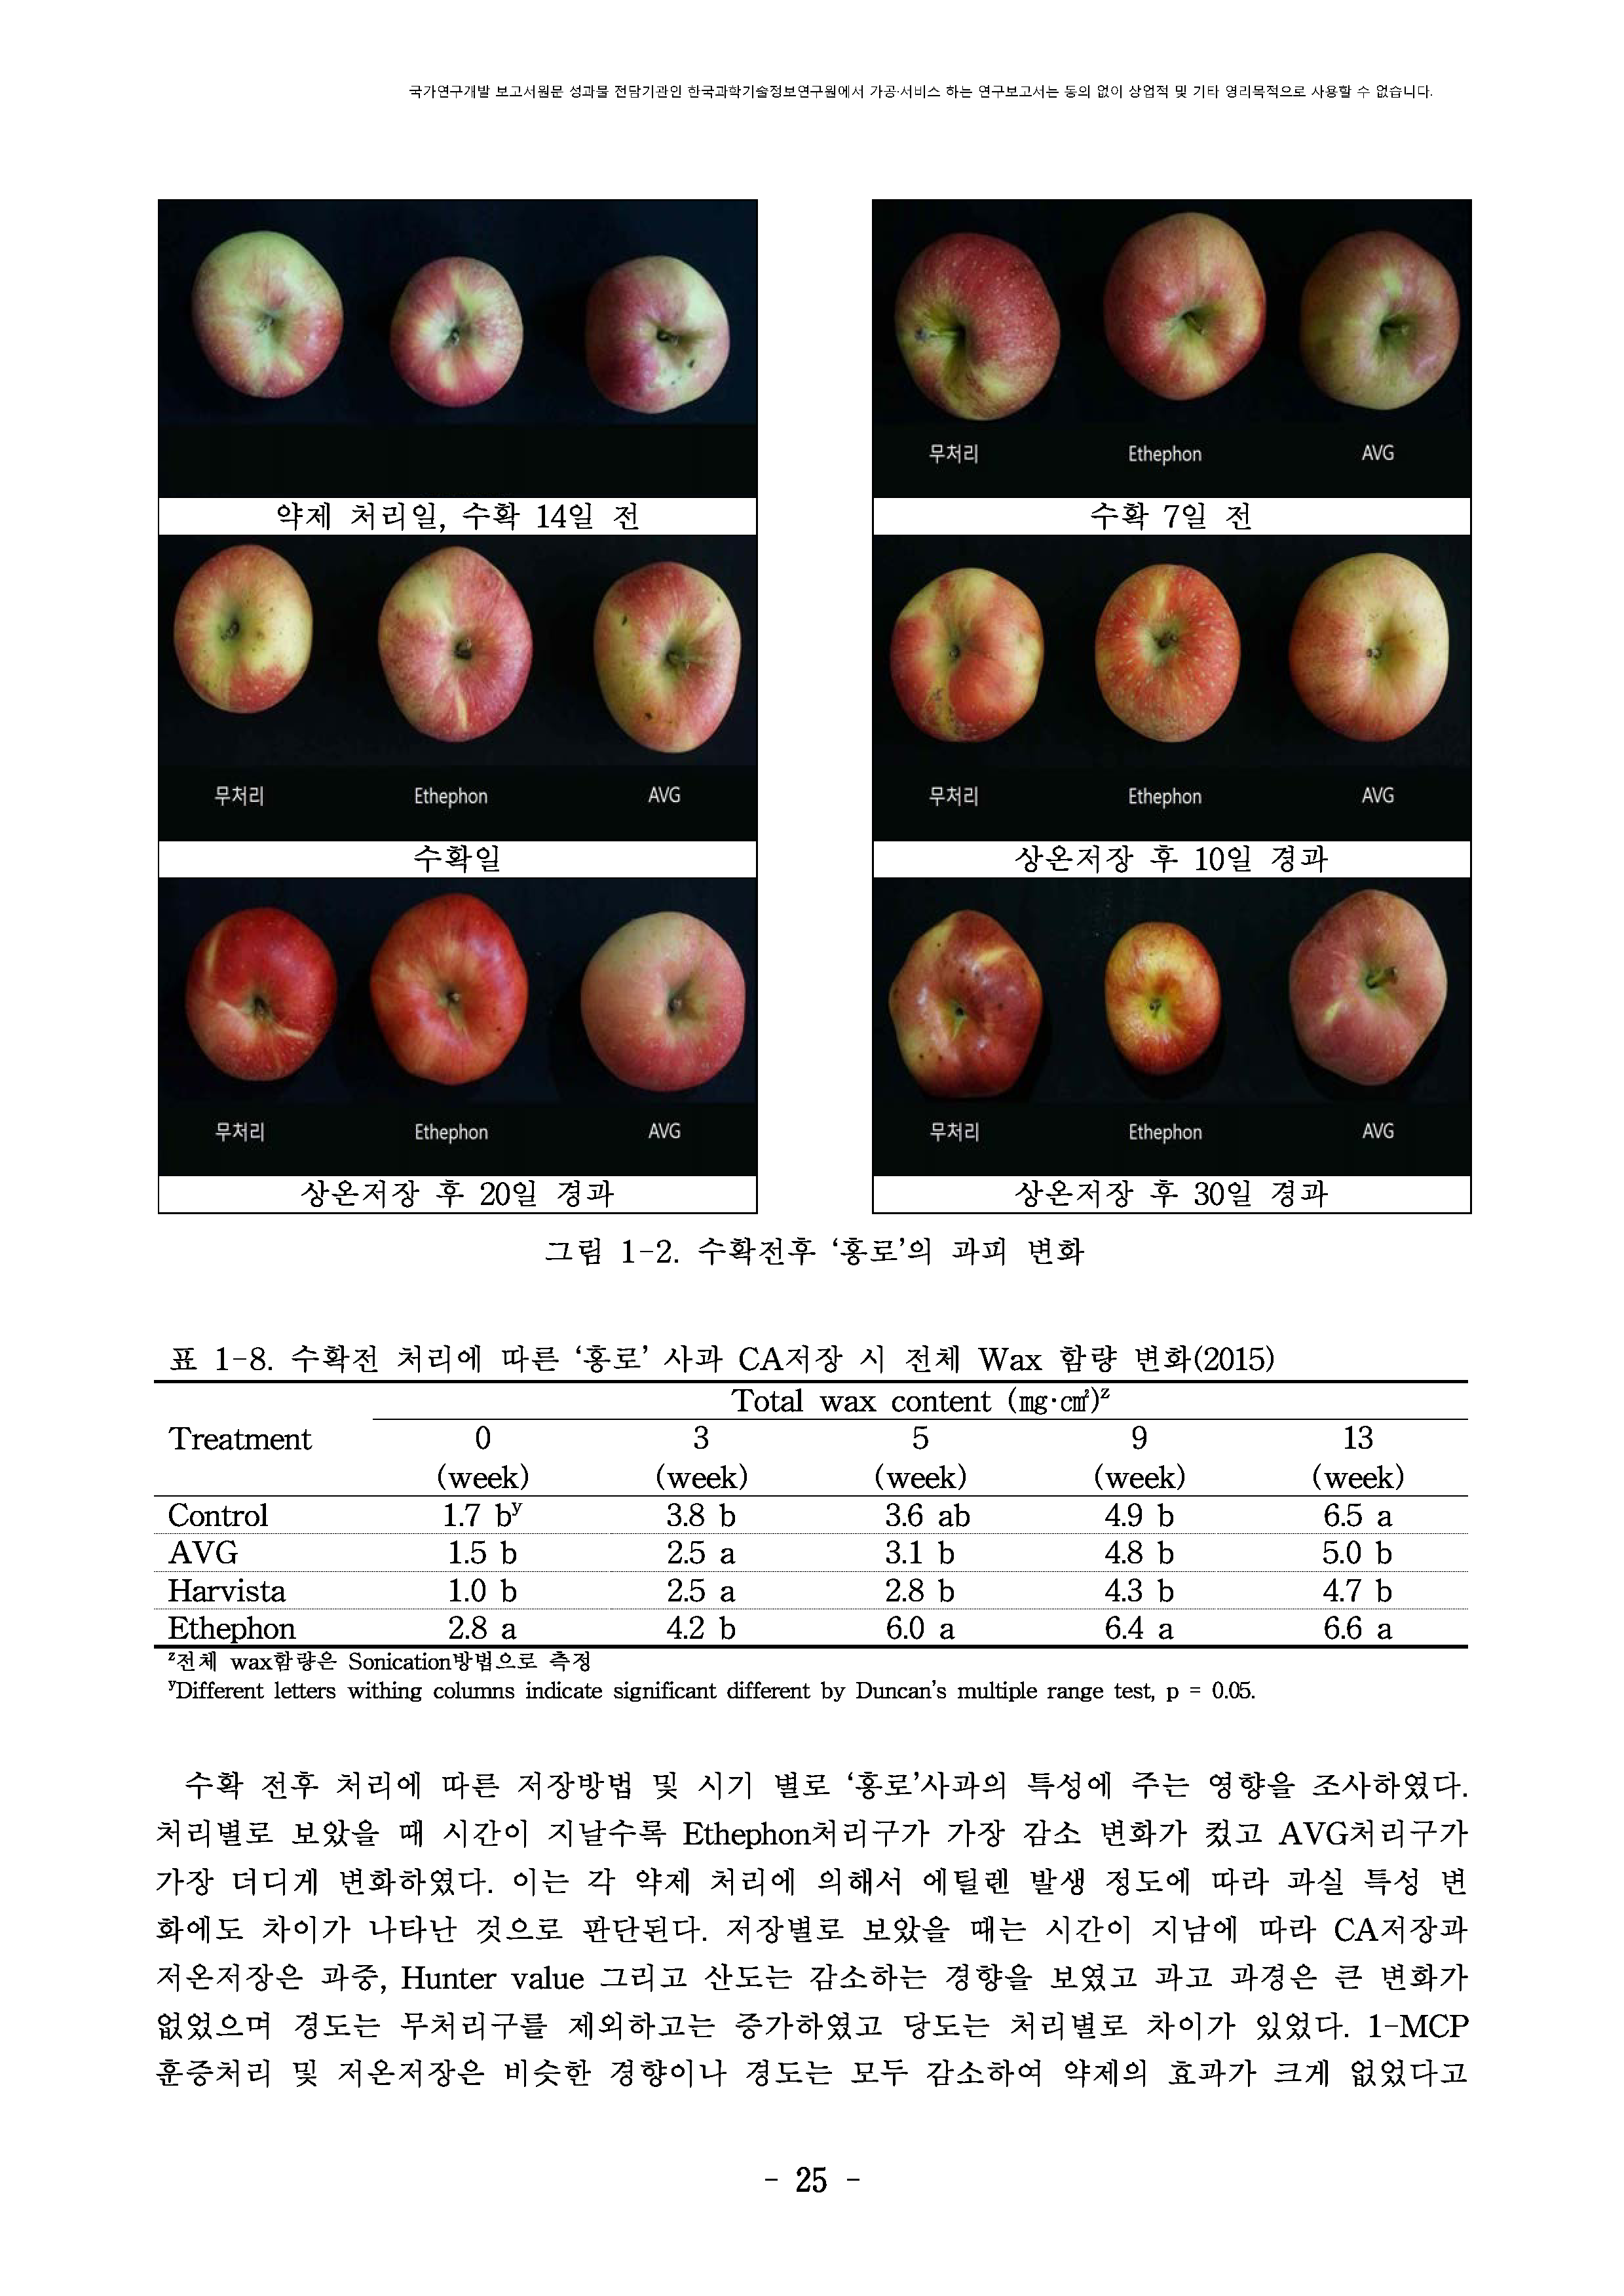 국가연구개발 보고서원문 성과물 전담기관인 한국과학기술정보연구원에서 가공·서비스 하는 연구보고서는 동의 없이 상업적 및 기타 영리목적으로 사용할 수 없습니다.
무처리 Ethephon AVG
약제 처리일, 수확 14일 전 수확 7일 전
무처리 Ethephon AVG 무처리 Ethephon AVG
수확일 상온저장 후 10일 경과
무처리 Ethephon AVG 무처리 Ethephon AVG
상온저장 후 20일 경과 상온저장 후 30일 경과
그림 1-2. 수확전후 ‘홍로’의 과피 변화
표 1-8. 수확전 처리에 따른 ‘홍로’ 사과 CA저장 시 전체 Wax 함량 변화(2015)
Total wax content (㎎·㎠)ᶻ
Treatment 0 3 5 9 13
(week) (week) (week) (week) (week)
Control 1.7 bʸ 3.8 b 3.6 ab 4.9 b 6.5 a
AVG 1.5 b 2.5 a 3.1 b 4.8 b 5.0 b
Harvista 1.0 b 2.5 a 2.8 b 4.3 b 4.7 b
Ethephon 2.8 a 4.2 b 6.0 a 6.4 a 6.6 a
ᶻ전체 wax함량은 Sonication방법으로 측정
ʸDifferent letters withing columns indicate significant different by Duncan's multiple range test, p = 0.05.
수확 전후 처리에 따른 저장방법 및 시기 별로 ‘홍로’사과의 특성에 주는 영향을 조사하였다.
처리별로 보았을 때 시간이 지날수록 Ethephon처리구가 가장 감소 변화가 컸고 AVG처리구가
가장 더디게 변화하였다. 이는 각 약제 처리에 의해서 에틸렌 발생 정도에 따라 과실 특성 변
화에도 차이가 나타난 것으로 판단된다. 저장별로 보았을 때는 시간이 지남에 따라 CA저장과
저온저장은 과중, Hunter value 그리고 산도는 감소하는 경향을 보였고 과고 과경은 큰 변화가
없었으며 경도는 무처리구를 제외하고는 증가하였고 당도는 처리별로 차이가 있었다. 1-MCP
훈증처리 및 저온저장은 비슷한 경향이나 경도는 모두 감소하여 약제의 효과가 크게 없었다고
- 25 -